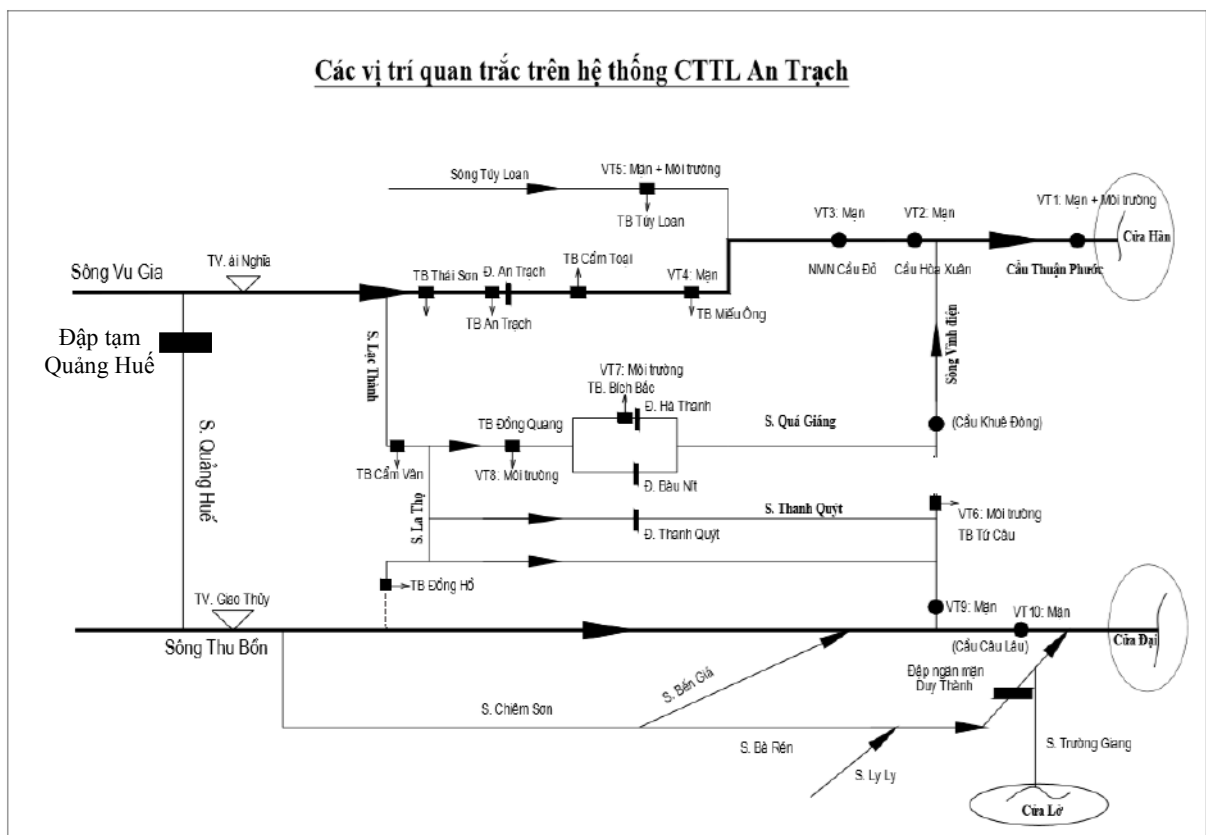 Các vị trí quan trắc trên hệ thống CTTL An Trạch
VT5: Mạn + Môi trường
Sông Túy Loan
TB Túy Loan
VT3: Mạn
VT2: Mạn
VT1: Mạn + Môi trường
Cửa Hàn
NMN Cầu Đỏ
Cầu Hòa Xuân
Cầu Thuận Phước
Sông Vu Gia
TV. ái Nghĩa
TB Thái Sơn
Đ. An Trạch
TB Cẩm Toại
VT4: Mạn
TB An Trạch
TB Miếu Ông
Đập tạm
Quảng Huế
S. Lạc Thành
Sông Vĩnh điện
VT7: Môi trường
TB. Bích Bắc
Đ. Hà Thanh
S. Quá Giáng
(Cầu Khuê Đông)
TB Đồng Quang
TB Cẩm Văn
VT8: Môi trường
Đ. Bàu Nít
S. Quảng Huế
S. La Thọ
S. Thanh Quýt
Đ. Thanh Quýt
VT6: Môi trường
TB Tứ Câu
TB Đồng Hồ
TV. Giao Thủy
VT9: Mạn
VT10: Mạn
Sông Thu Bồn
(Cầu Câu Lâu)
Cửa Đại
Đập ngăn mặn
Duy Thành
S. Bến Giá
S. Chiêm Sơn
S. Bà Rén
S. Ly Ly
S. Trường Giang
Cửa Lở